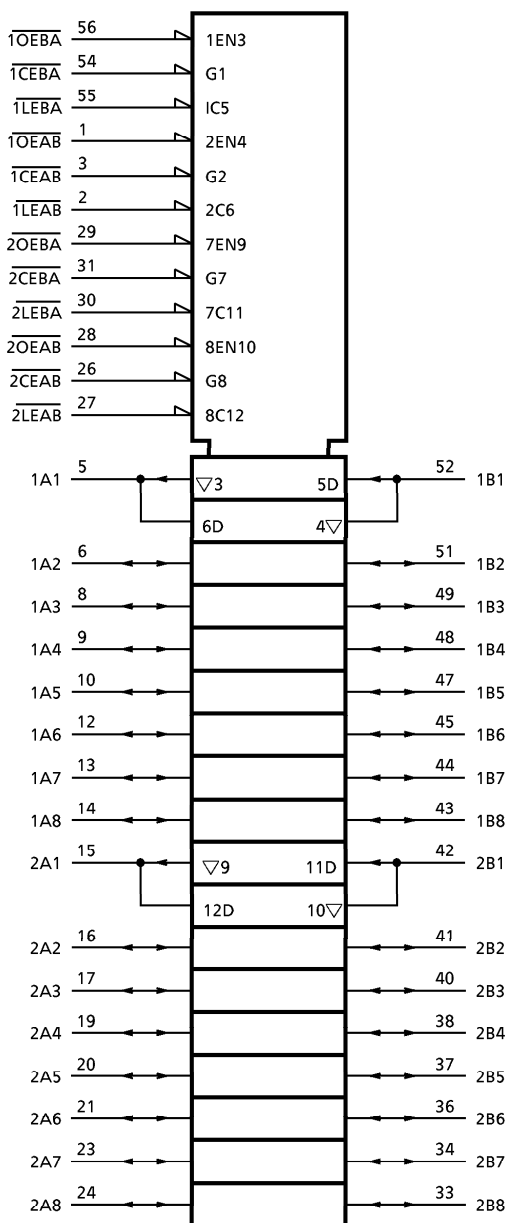 1OEBA 56 1EN3
1CEBA 54 G1
1LEBA 55 IC5
1OEAB 1 2EN4
1CEAB 3 G2
1LEAB 2 2C6
2OEBA 29 7EN9
2CEBA 31 G7
2LEBA 30 7C11
2OEAB 28 8EN10
2CEAB 26 G8
2LEAB 27 8C12
1A1 5 ▽3 5D 52 1B1
6D 4▽
1A2 6 51 1B2
1A3 8 49 1B3
1A4 9 48 1B4
1A5 10 47 1B5
1A6 12 45 1B6
1A7 13 44 1B7
1A8 14 43 1B8
2A1 15 ▽9 11D 42 2B1
12D 10▽
2A2 16 41 2B2
2A3 17 40 2B3
2A4 19 38 2B4
2A5 20 37 2B5
2A6 21 36 2B6
2A7 23 34 2B7
2A8 24 33 2B8